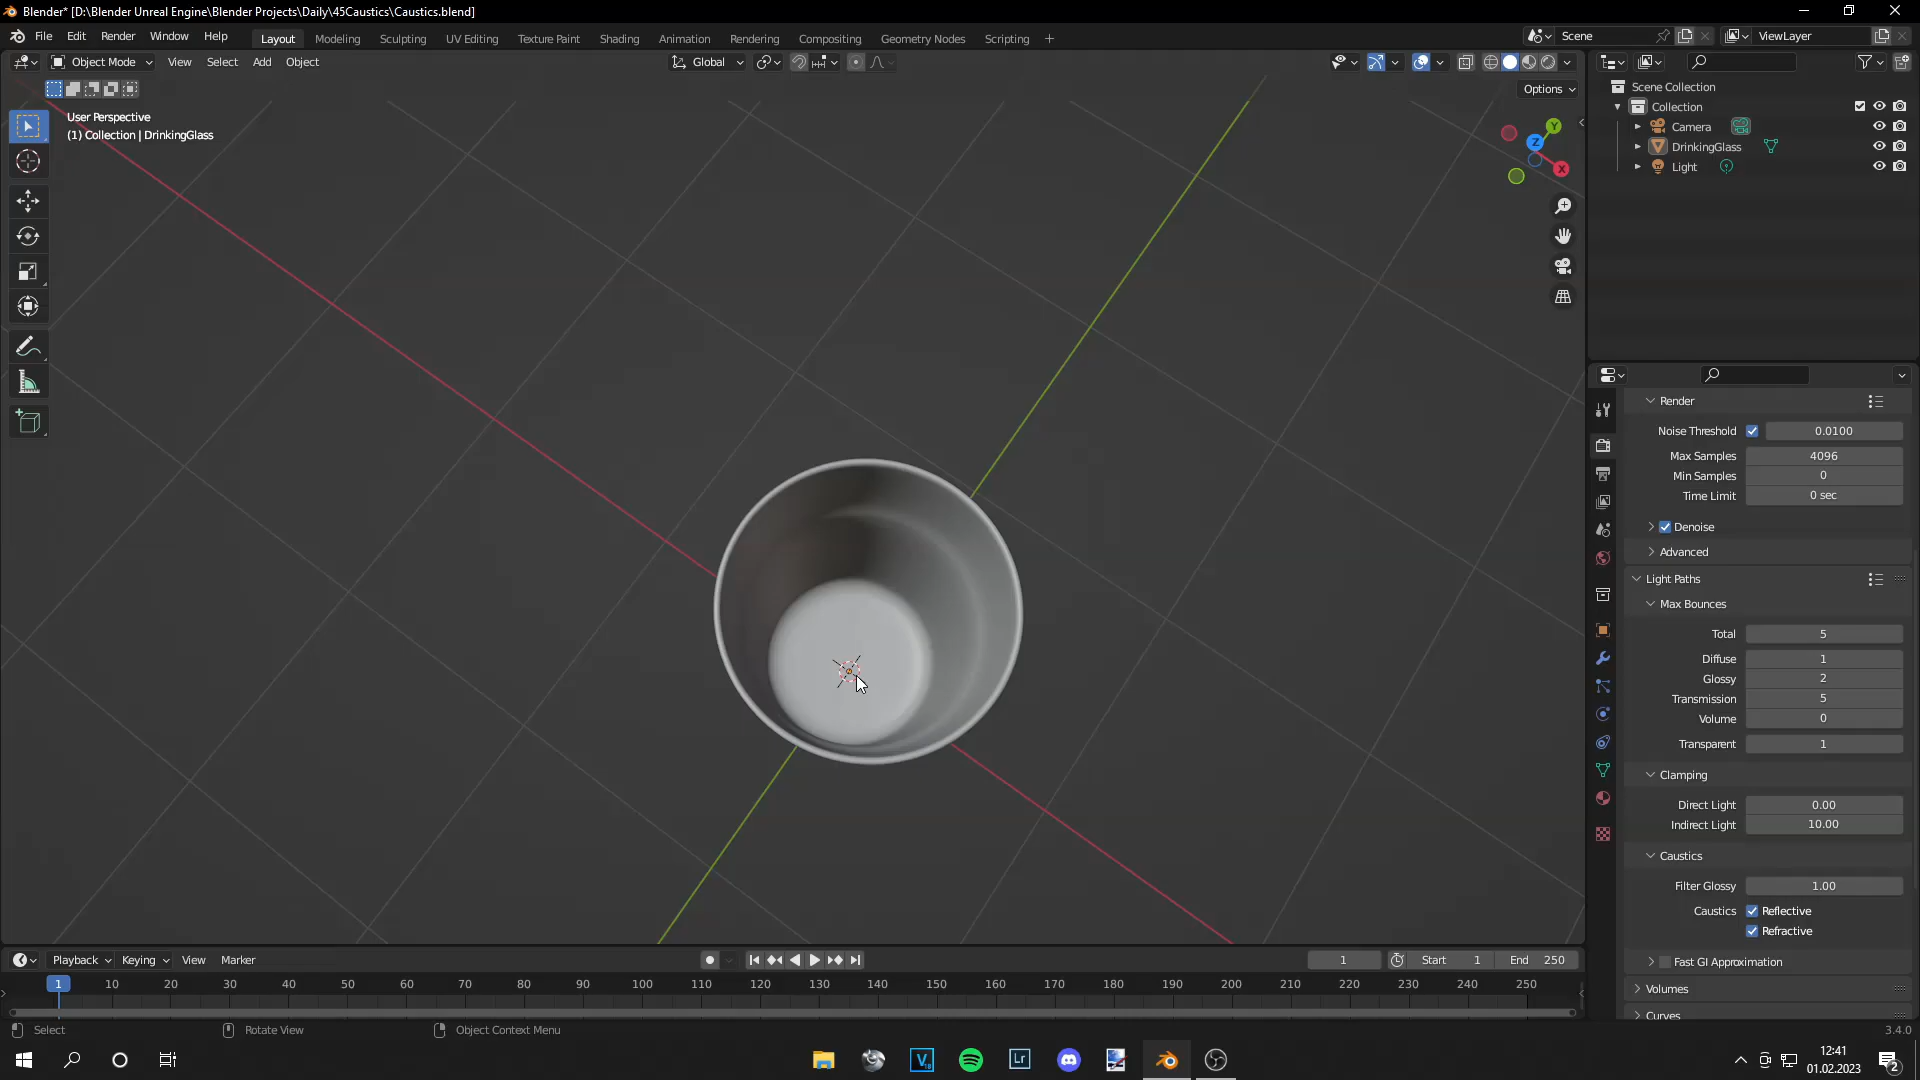 Blender* [D:\Blender Unreal Engine\Blender Projects\Daily\45Caustics\Caustics.blend]
File Edit Render Window Help
Layout Modeling Sculpting UV Editing Texture Paint Shading Animation Rendering Compositing Geometry Nodes Scripting
Scene
ViewLayer
Object Mode View Select Add Object
Global
Options
User Perspective
(1) Collection | DrinkingGlass
Z
Y
X
Scene Collection
Collection
Camera
DrinkingGlass
Light
Render
Noise Threshold 0.0100
Max Samples 4096
Min Samples 0
Time Limit 0 sec
Denoise
Advanced
Light Paths
Max Bounces
Total 5
Diffuse 1
Glossy 2
Transmission 5
Volume 0
Transparent 1
Clamping
Direct Light 0.00
Indirect Light 10.00
Caustics
Filter Glossy 1.00
Caustics Reflective
Refractive
Fast GI Approximation
Volumes
Curves
Playback Keying View Marker
1 Start 1 End 250
1 10 20 30 40 50 60 70 80 90 100 110 120 130 140 150 160 170 180 190 200 210 220 230 240 250
Select Rotate View Object Context Menu
3.4.0
V
18
Lr
12:41
01.02.2023
2